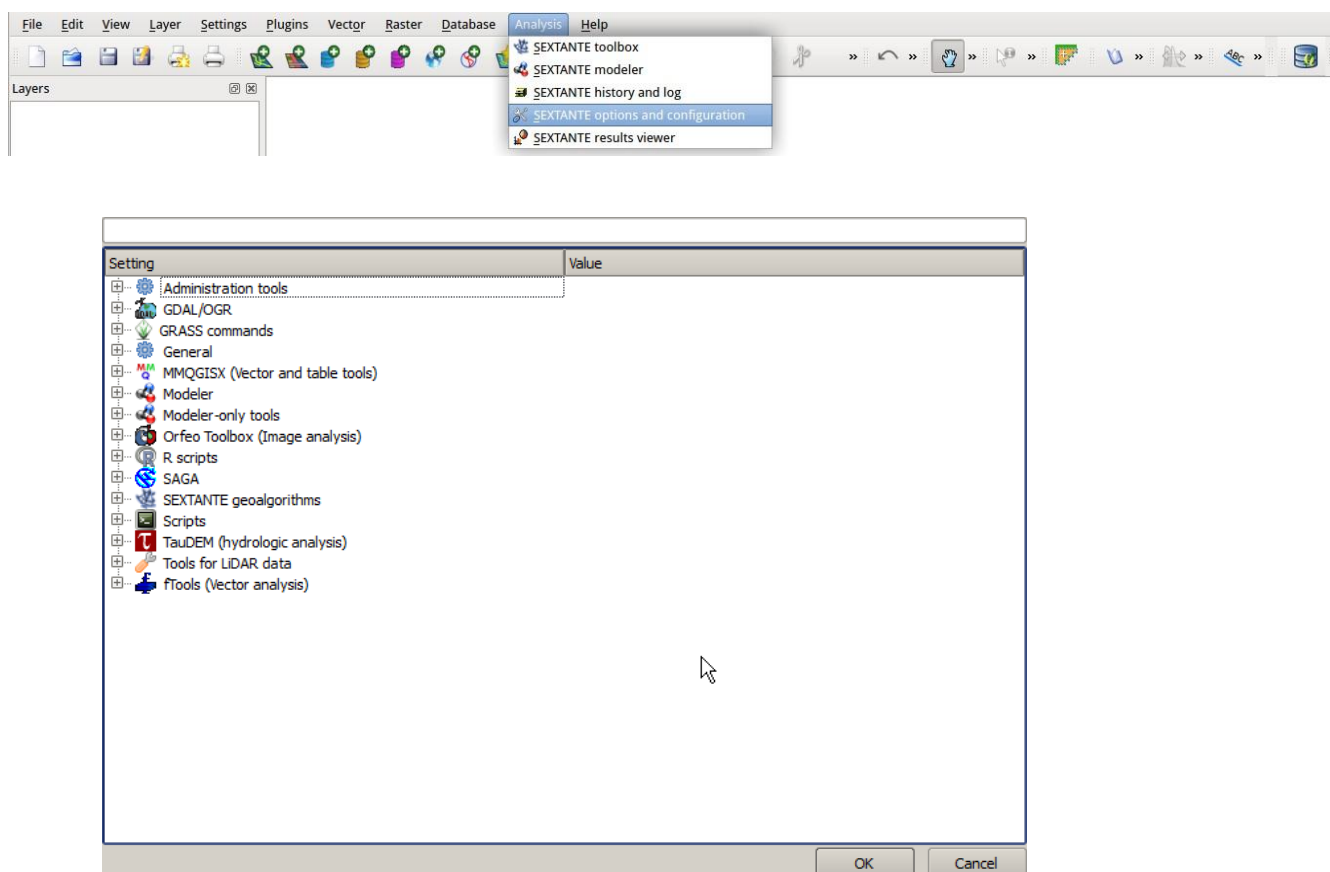 File Edit View Layer Settings Plugins Vector Raster Database Analysis Help
SEXTANTE toolbox
SEXTANTE modeler
SEXTANTE history and log
SEXTANTE options and configuration
SEXTANTE results viewer
» » » » » » »
ABC
Layers
Setting Value
Administration tools
GDAL/OGR
GRASS commands
General
MMQGISX (Vector and table tools)
Modeler
Modeler-only tools
Orfeo Toolbox (Image analysis)
R scripts
SAGA
SEXTANTE geoalgorithms
Scripts
TauDEM (hydrologic analysis)
Tools for LiDAR data
fTools (Vector analysis)
OK Cancel